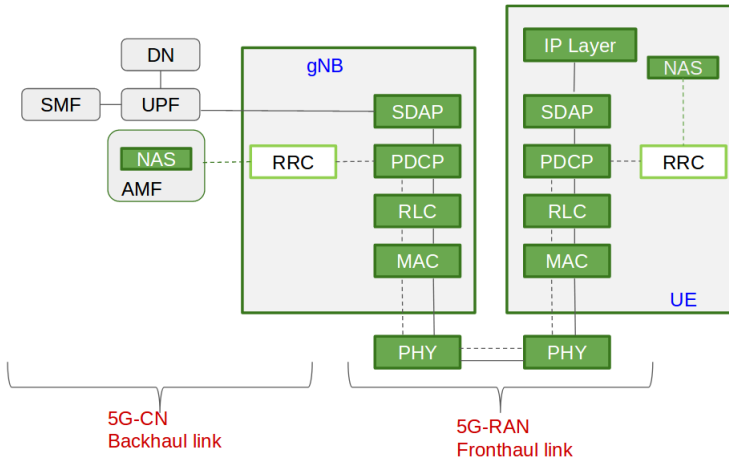 DN
SMF
UPF
NAS
AMF
gNB
RRC
SDAP
PDCP
RLC
MAC
PHY
IP Layer
NAS
SDAP
PDCP
RRC
RLC
MAC
UE
PHY
5G-CN
Backhaul link
5G-RAN
Fronthaul link